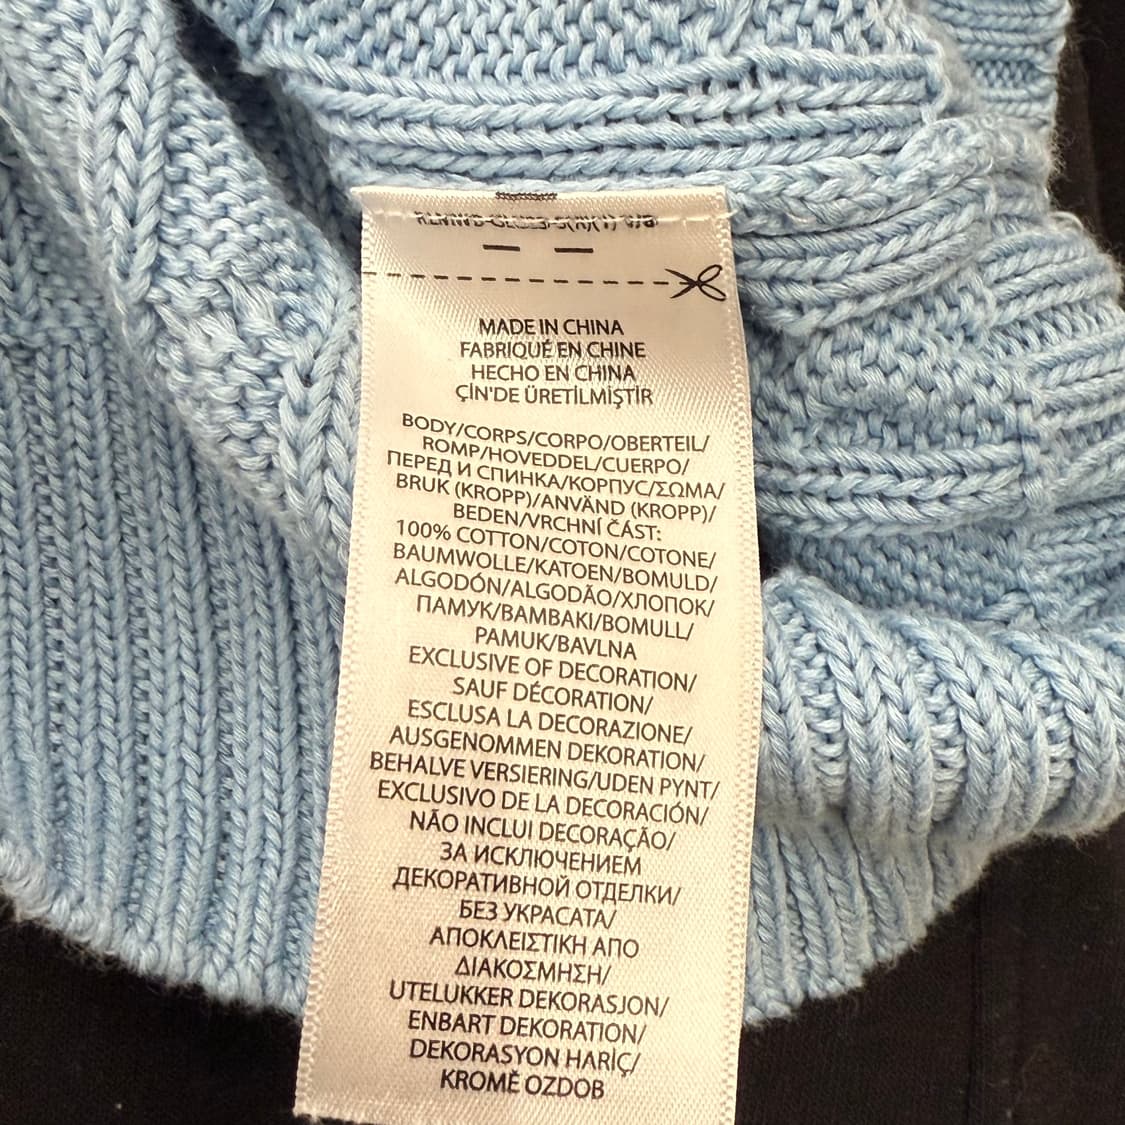 MADE IN CHINA
FABRIQUÉ EN CHINE
HECHO EN CHINA
ÇİN'DE ÜRETİLMİŞTİR
BODY/CORPS/CORPO/OBERTEIL/
ROMP/HOVEDDEL/CUERPO/
ПЕРЕД И СПИНКА/КОРПУС/ΣΩΜΑ/
BRUK (KROPP)/ANVÄND (KROPP)/
BEDEN/VRCHNÍ ČÁST:
100% COTTON/COTON/COTONE/
BAUMWOLLE/KATOEN/BOMULD/
ALGODÓN/ALGODÃO/ХЛОПОК/
ПАМУК/BAMBAKI/BOMULL/
PAMUK/BAVLNA
EXCLUSIVE OF DECORATION/
SAUF DÉCORATION/
ESCLUSA LA DECORAZIONE/
AUSGENOMMEN DEKORATION/
BEHALVE VERSIERING/UDEN PYNT/
EXCLUSIVO DE LA DECORACIÓN/
NÃO INCLUI DECORAÇÃO/
ЗА ИСКЛЮЧЕНИЕМ
ДЕКОРАТИВНОЙ ОТДЕЛКИ/
БЕЗ УКРАСАТА/
ΑΠΟΚΛΕΙΣΤΙΚΗ ΑΠΟ
ΔΙΑΚΟΣΜΗΣΗ/
UTELUKKER DEKORASJON/
ENBART DEKORATION/
DEKORASYON HARİÇ/
KROMĚ OZDOB